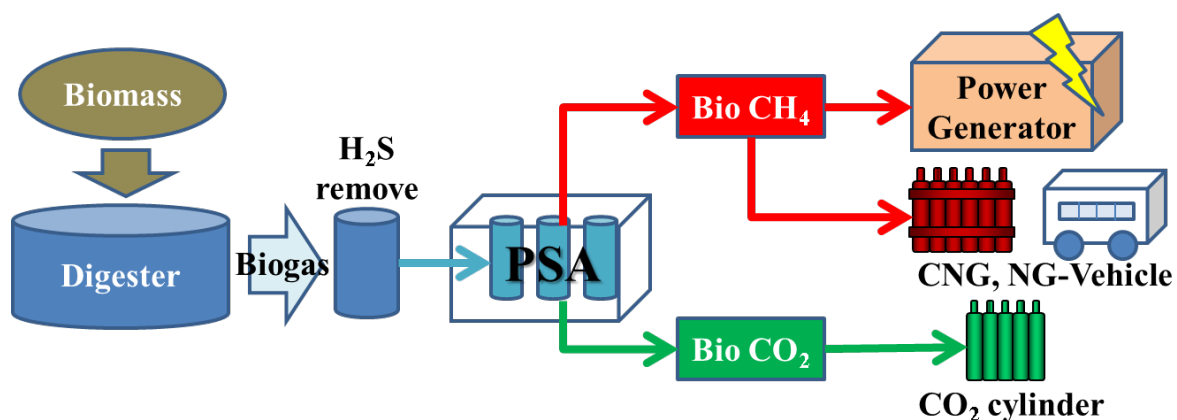 Biomass
Digester
Biogas
H₂S
remove
PSA
Bio CH₄
Power
Generator
CNG, NG-Vehicle
Bio CO₂
CO₂ cylinder